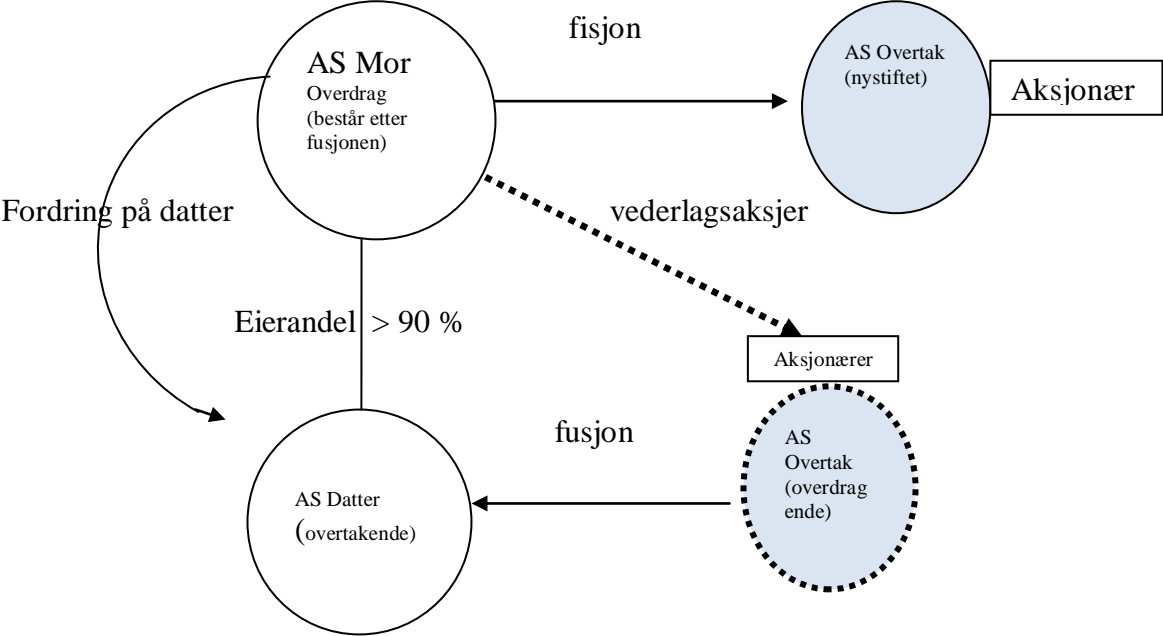 fisjon
AS Mor
Overdrag
(består etter
fusjonen)
AS Overtak
(nystiftet)
Aksjonær
Fordring på datter
vederlagsaksjer
Eierandel > 90 %
Aksjonærer
fusjon
AS
Overtak
(overdrag
ende)
AS Datter
(overtakende)